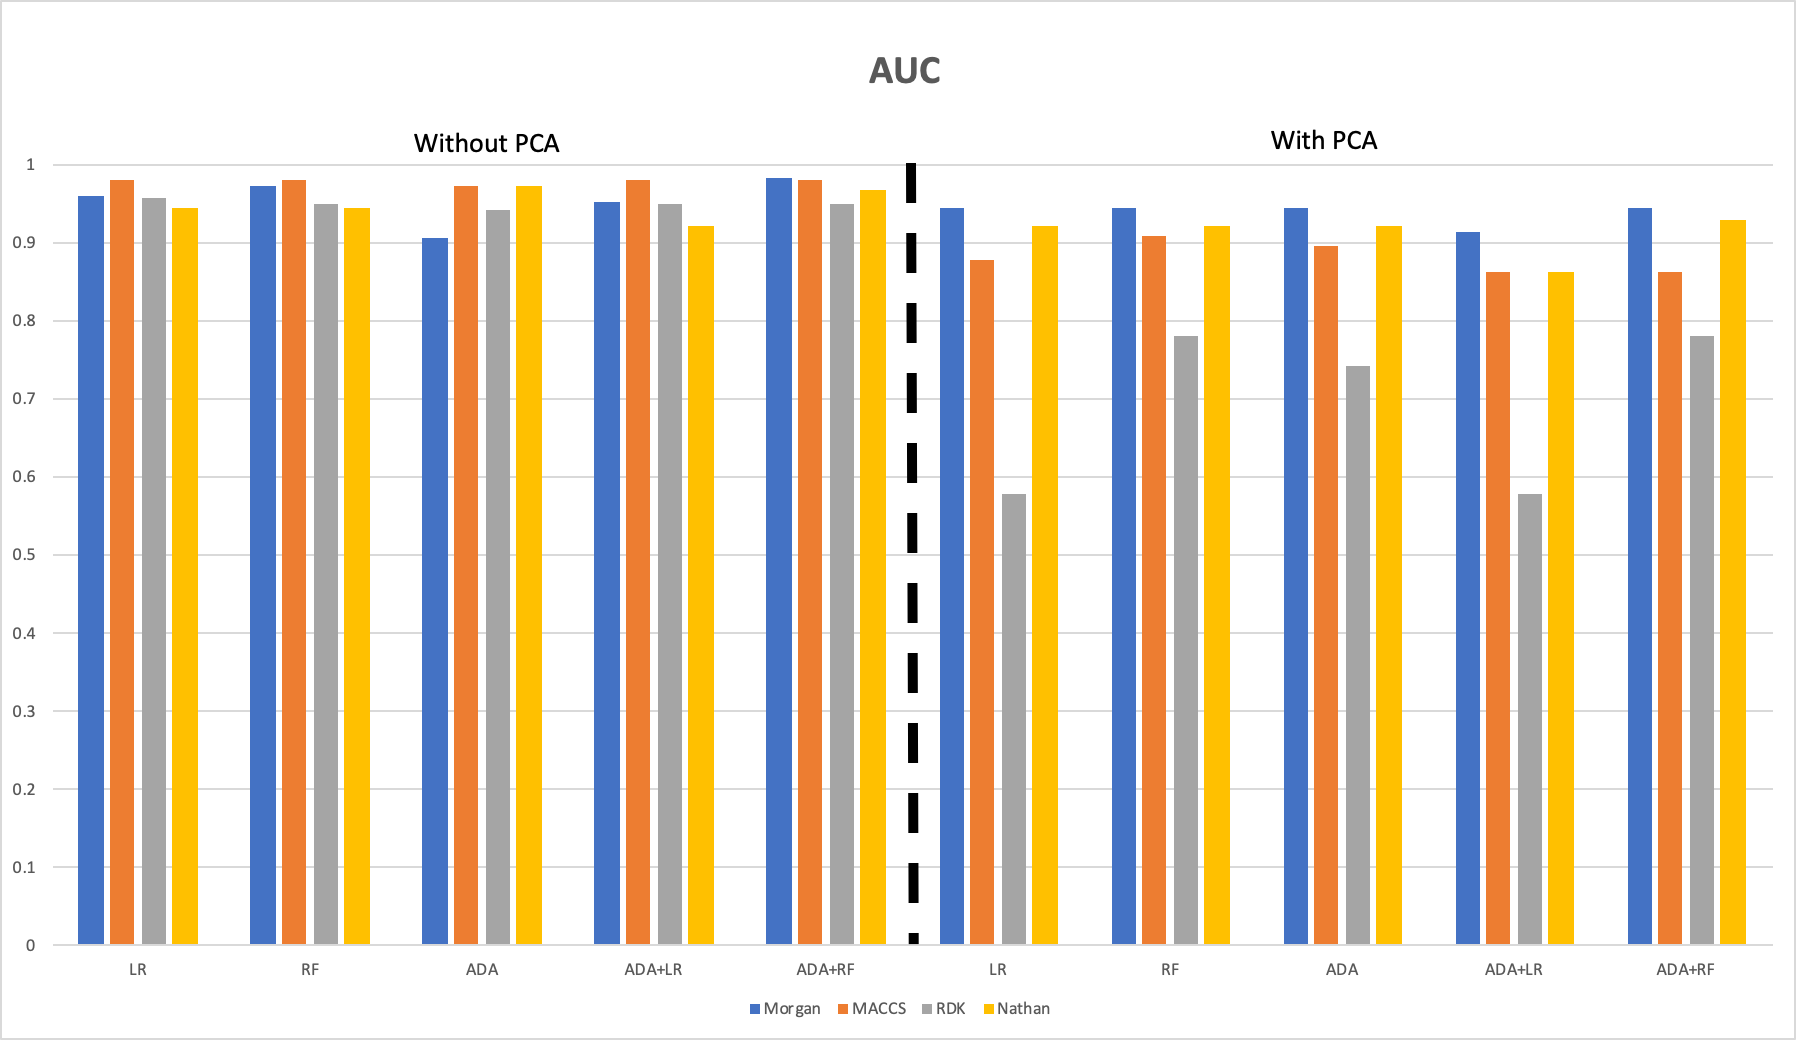 AUC
Without PCA
With PCA
1
0.9
0.8
0.7
0.6
0.5
0.4
0.3
0.2
0.1
0
LR RF ADA ADA+LR ADA+RF LR RF ADA ADA+LR ADA+RF
Morgan MACCS RDK Nathan